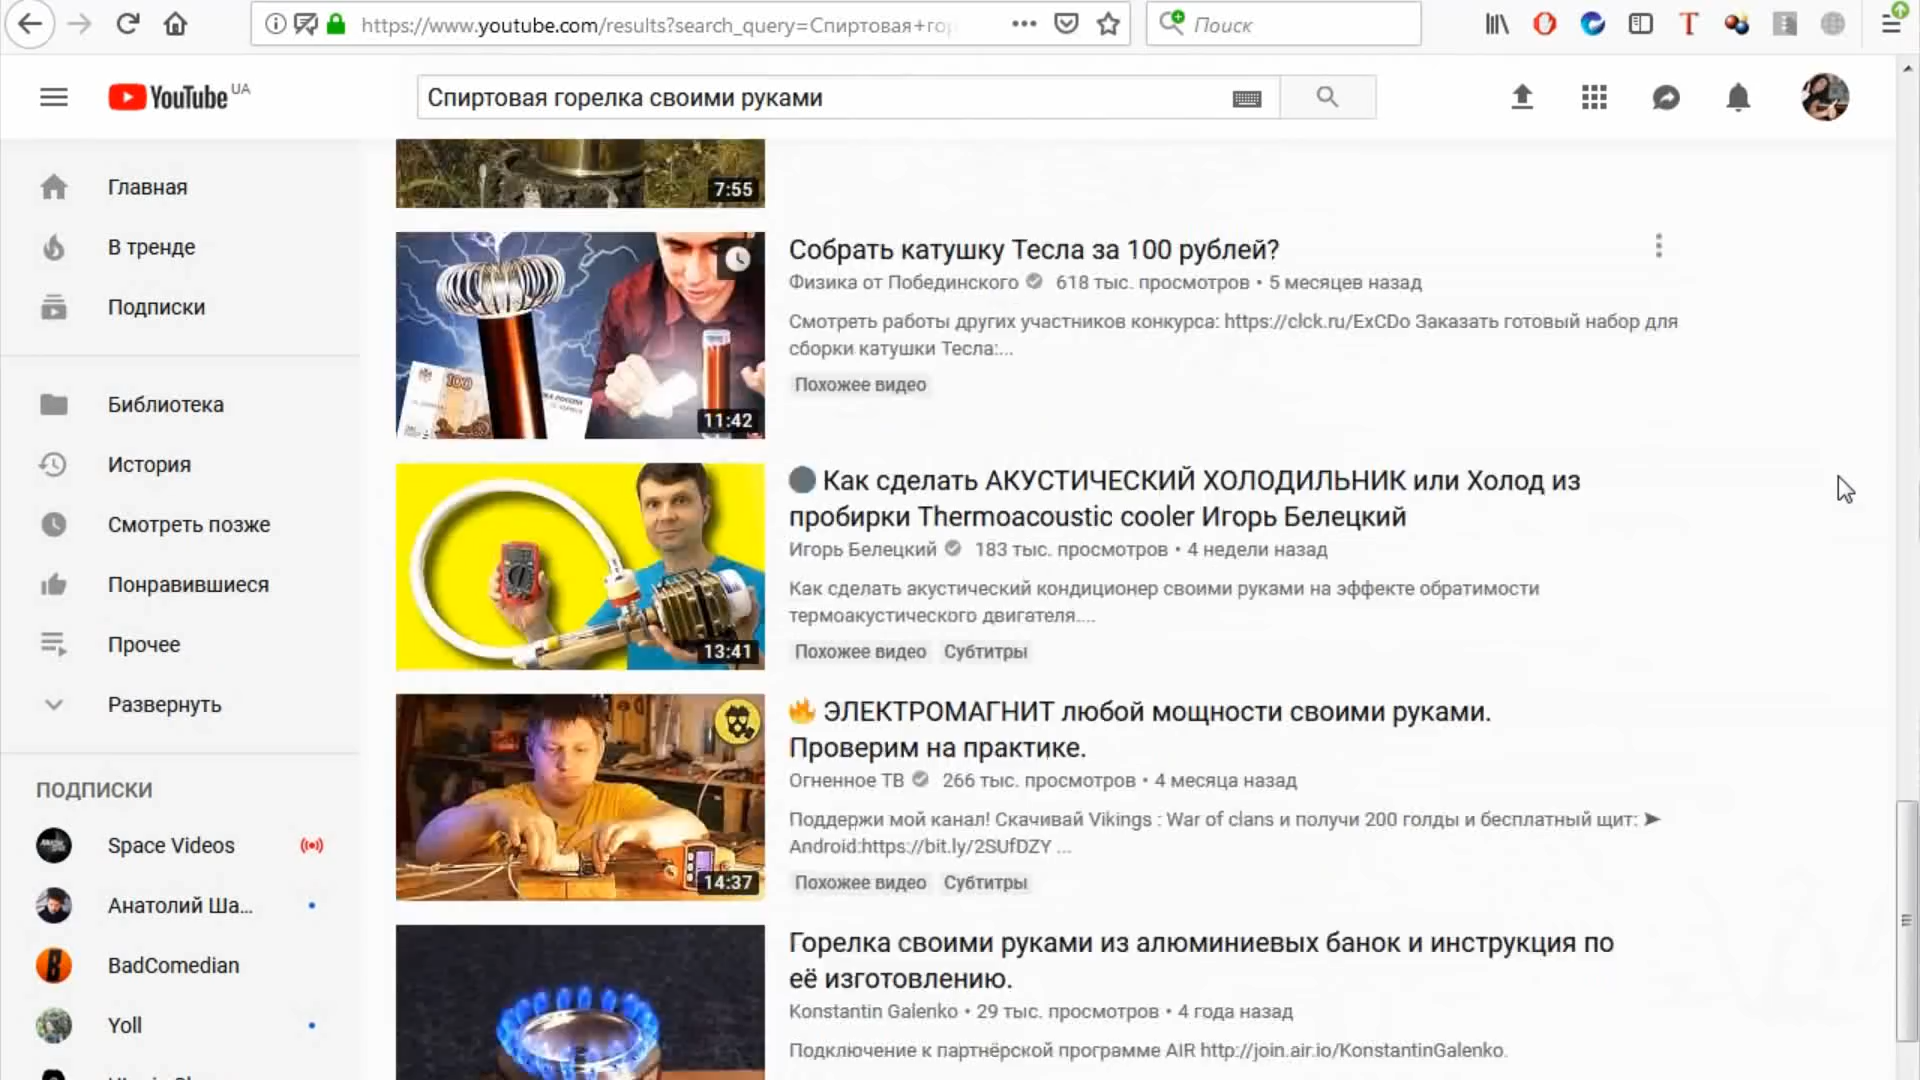 https://www.youtube.com/results?search_query=Спиртовая+гор
Поиск
YouTube UA
Спиртовая горелка своими руками
Главная
В тренде
Подписки
Библиотека
История
Смотреть позже
Понравившиеся
Прочее
Развернуть
ПОДПИСКИ
Space Videos
Анатолий Ша...
BadComedian
Yoll
7:55
100
11:42
Собрать катушку Тесла за 100 рублей?
Физика от Побединского 618 тыс. просмотров • 5 месяцев назад
Смотреть работы других участников конкурса: https://clck.ru/ExCDo Заказать готовый набор для
сборки катушки Тесла:...
Похожее видео
13:41
Как сделать АКУСТИЧЕСКИЙ ХОЛОДИЛЬНИК или Холод из
пробирки Thermoacoustic cooler Игорь Белецкий
Игорь Белецкий 183 тыс. просмотров • 4 недели назад
Как сделать акустический кондиционер своими руками на эффекте обратимости
термоакустического двигателя....
Похожее видео Субтитры
14:37
ЭЛЕКТРОМАГНИТ любой мощности своими руками.
Проверим на практике.
Огненное ТВ 266 тыс. просмотров • 4 месяца назад
Поддержи мой канал! Скачивай Vikings : War of clans и получи 200 голды и бесплатный щит: ➤
Android:https://bit.ly/2SUfDZY ...
Похожее видео Субтитры
Горелка своими руками из алюминиевых банок и инструкция по
её изготовлению.
Konstantin Galenko • 29 тыс. просмотров • 4 года назад
Подключение к партнёрской программе AIR http://join.air.io/KonstantinGalenko.